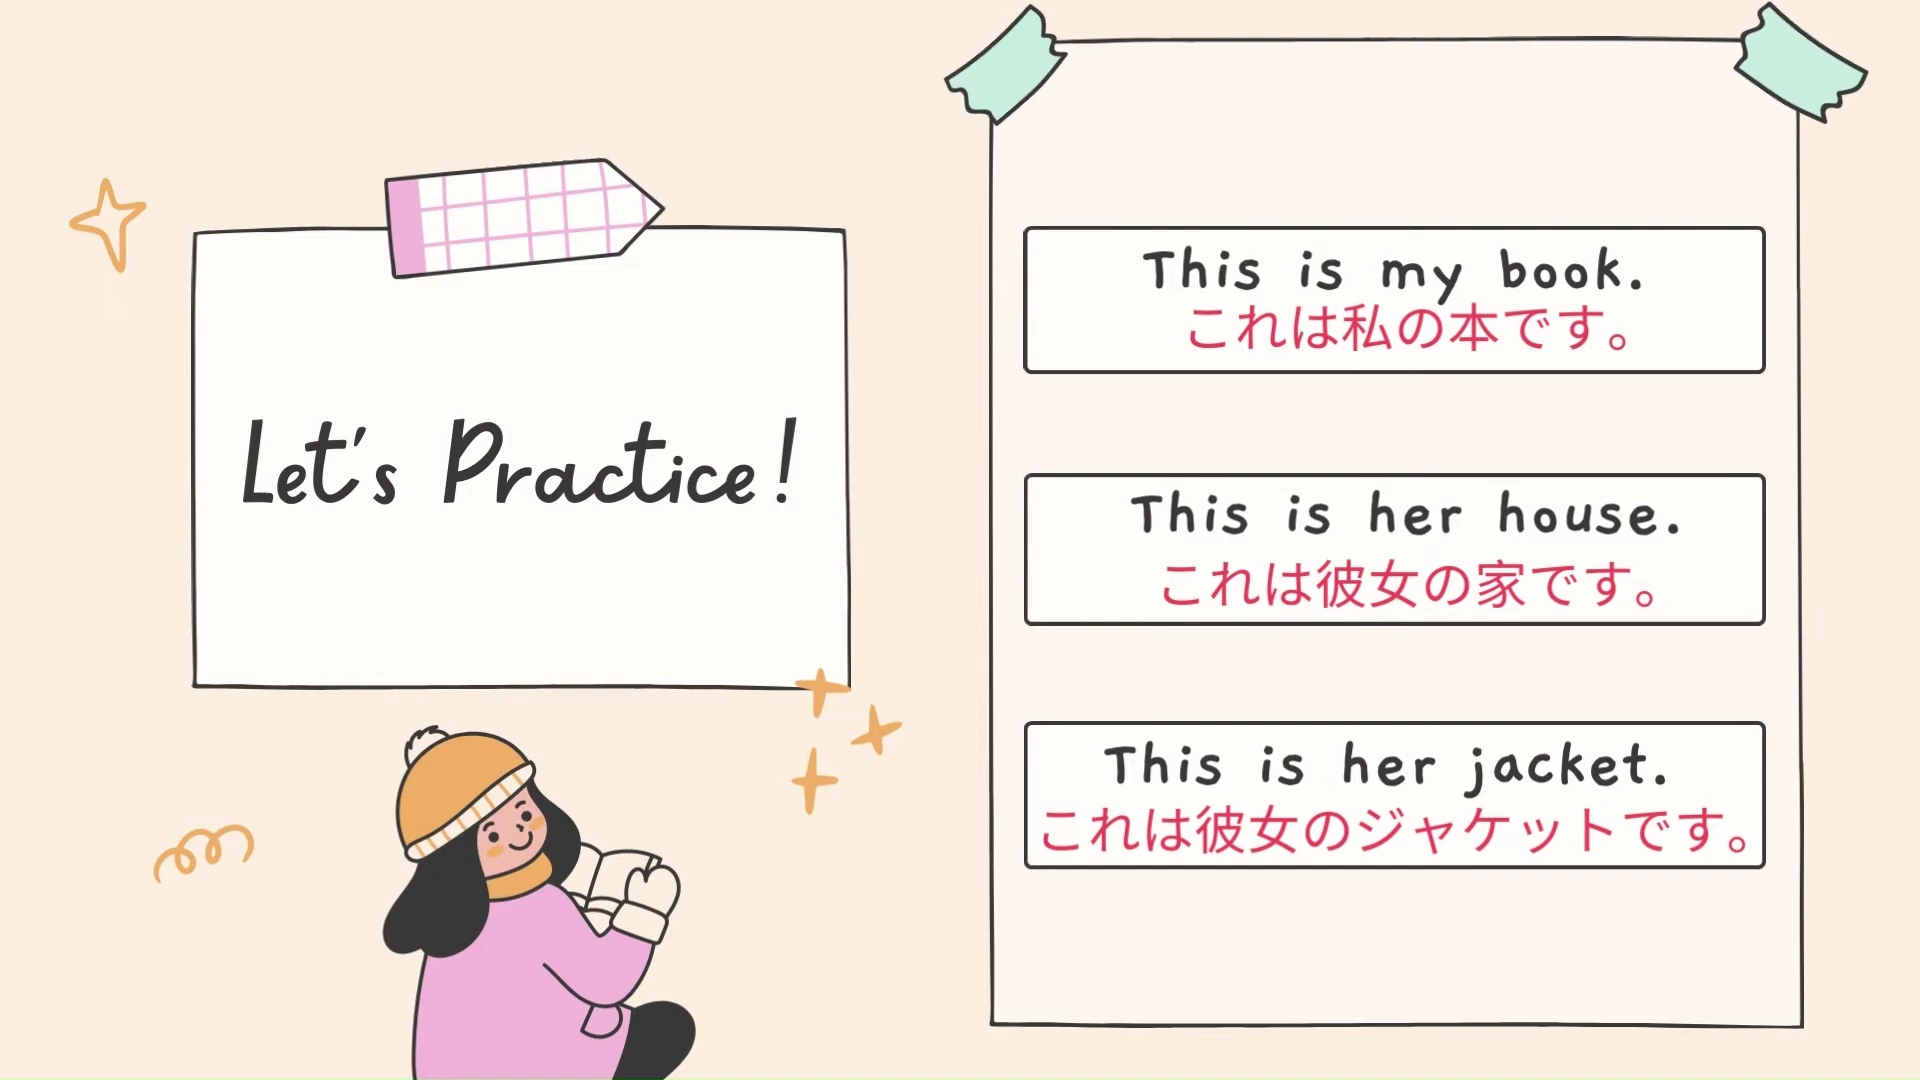 Let's Practice!
This is my book.
これは私の本です。
This is her house.
これは彼女の家です。
This is her jacket.
これは彼女のジャケットです。